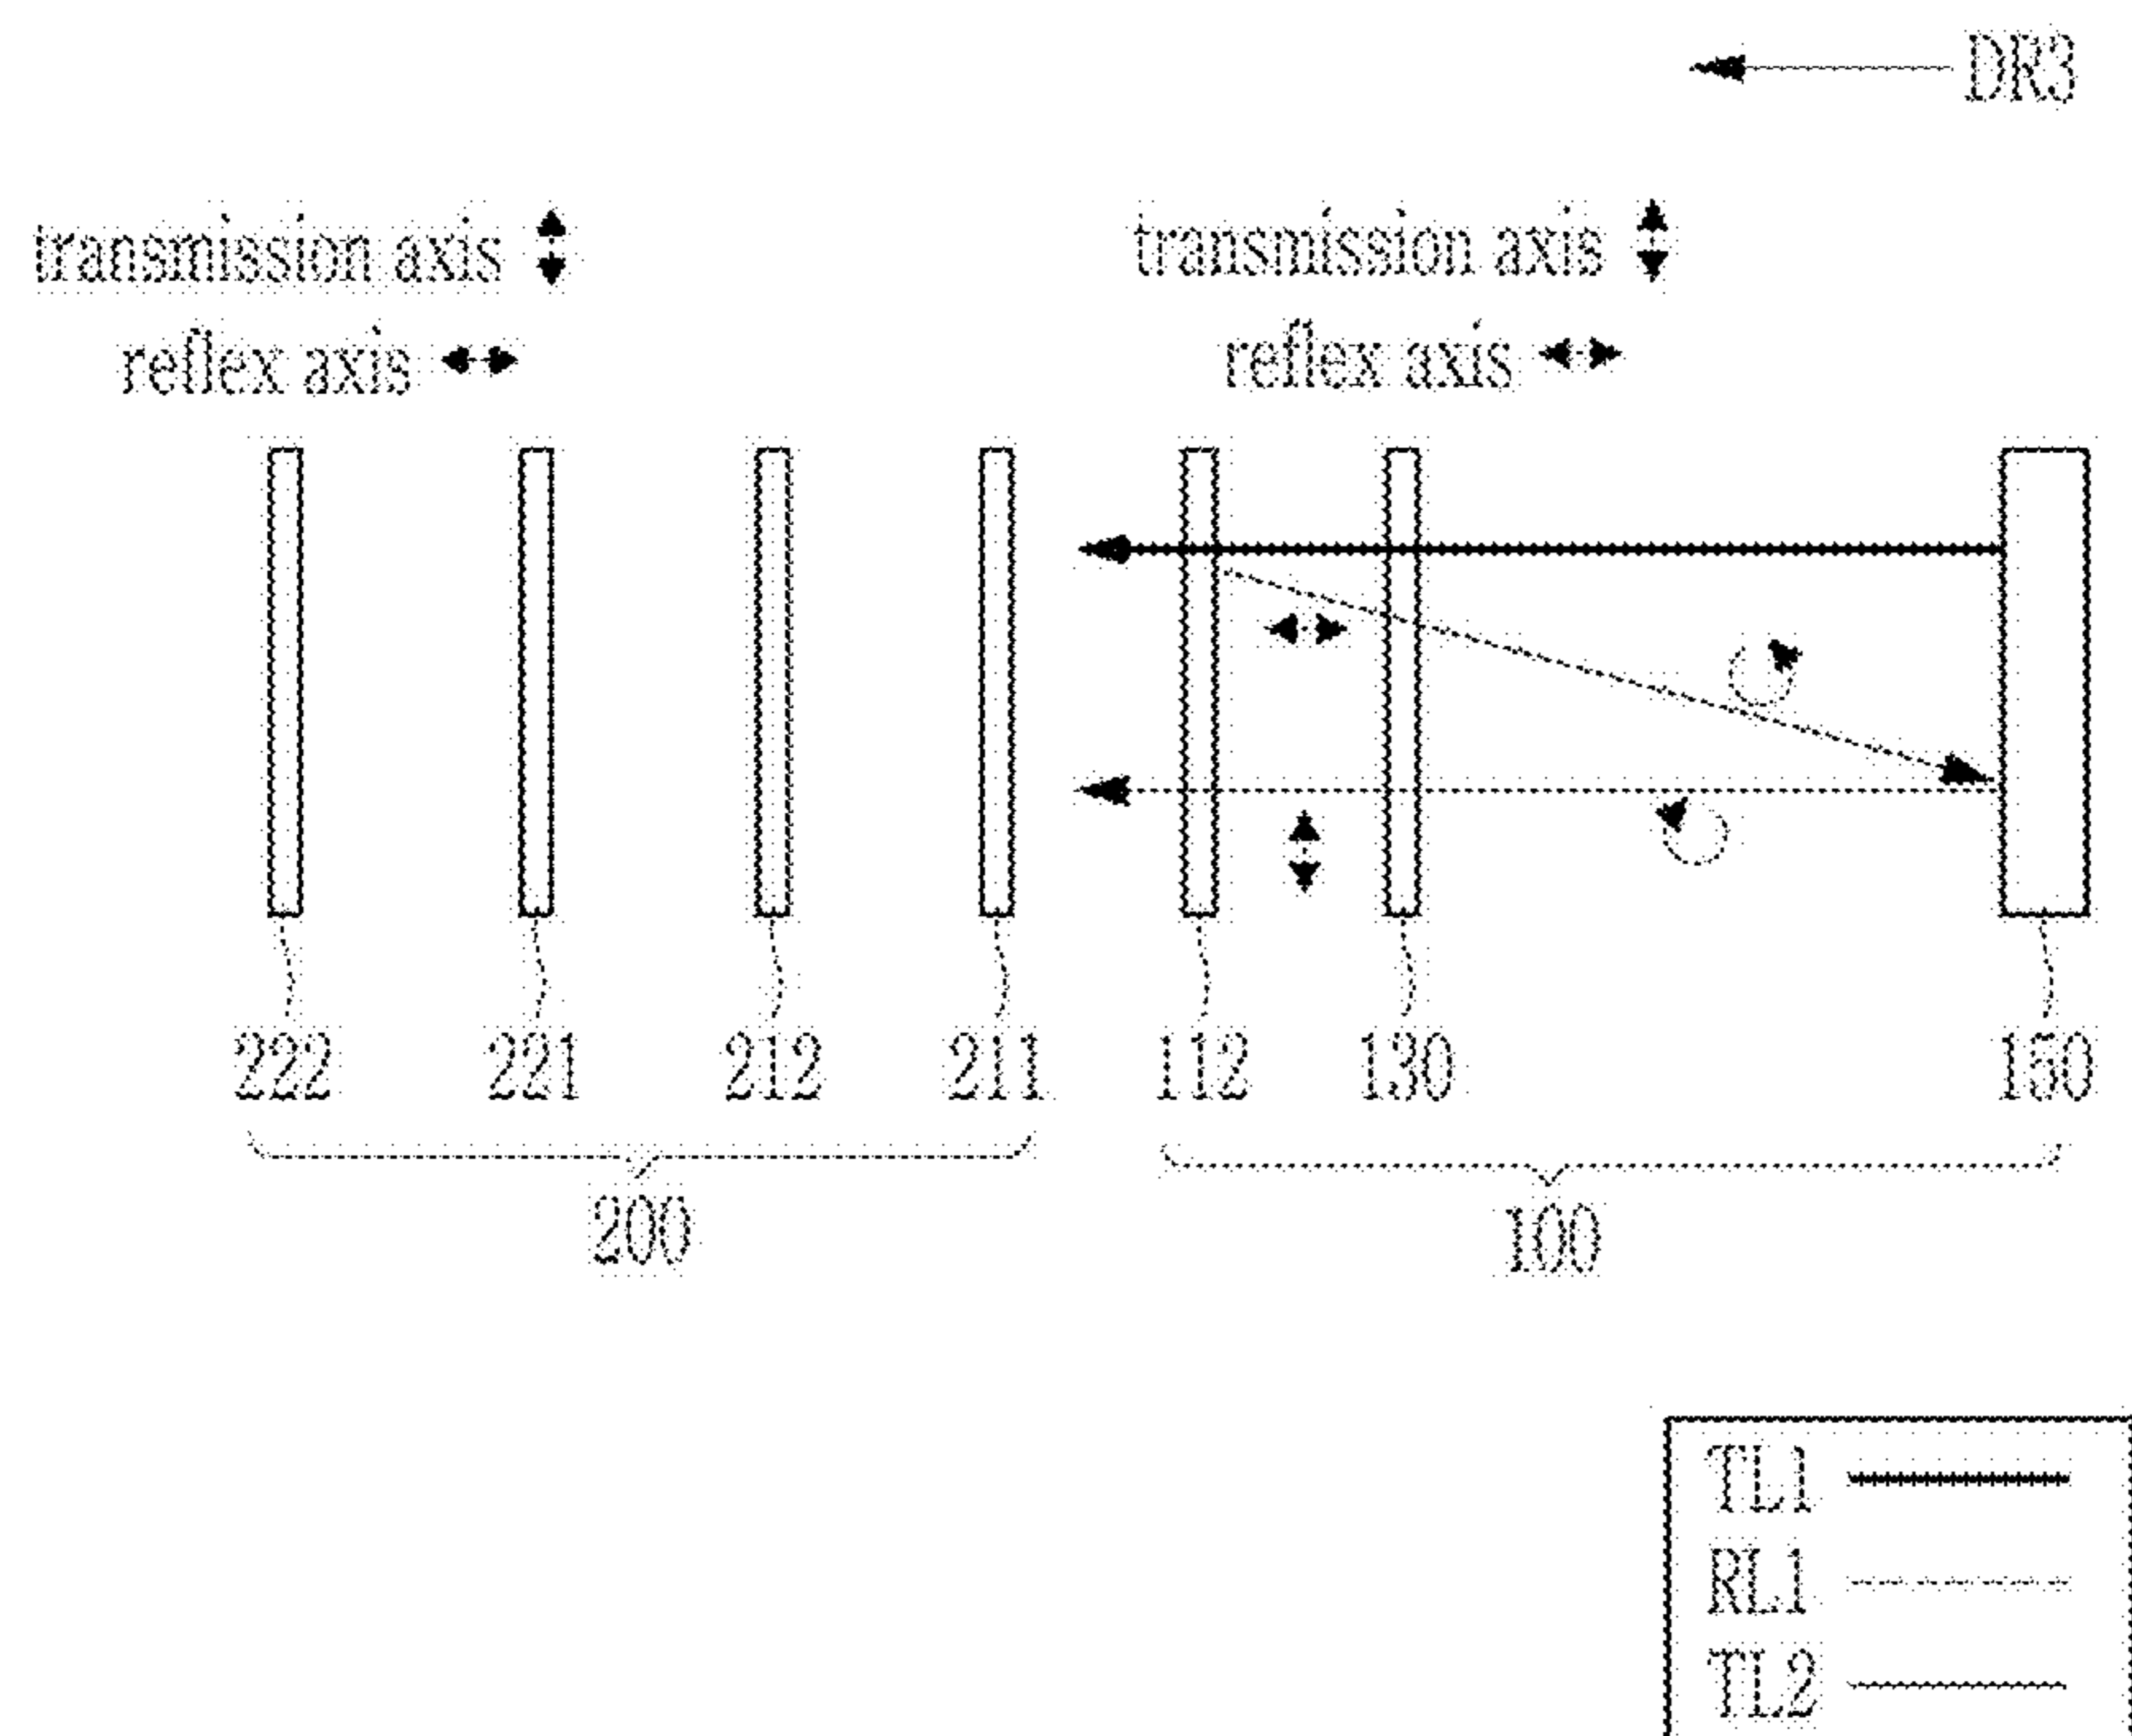 DR3
transmission axis
transmission axis
reflex axis
reflex axis
222 221 212 211 112 130 150
200
100
TL1
RL1
TL2